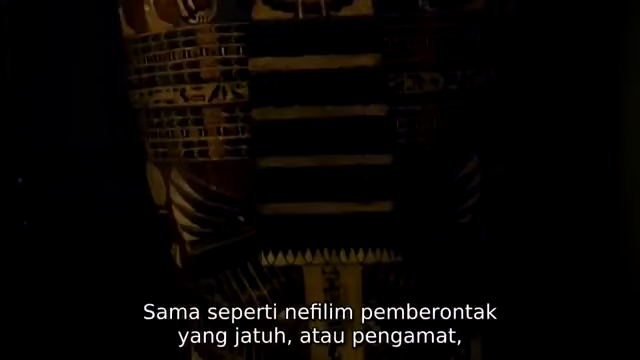 Sama seperti nefilim pemberontak
yang jatuh, atau pengamat,